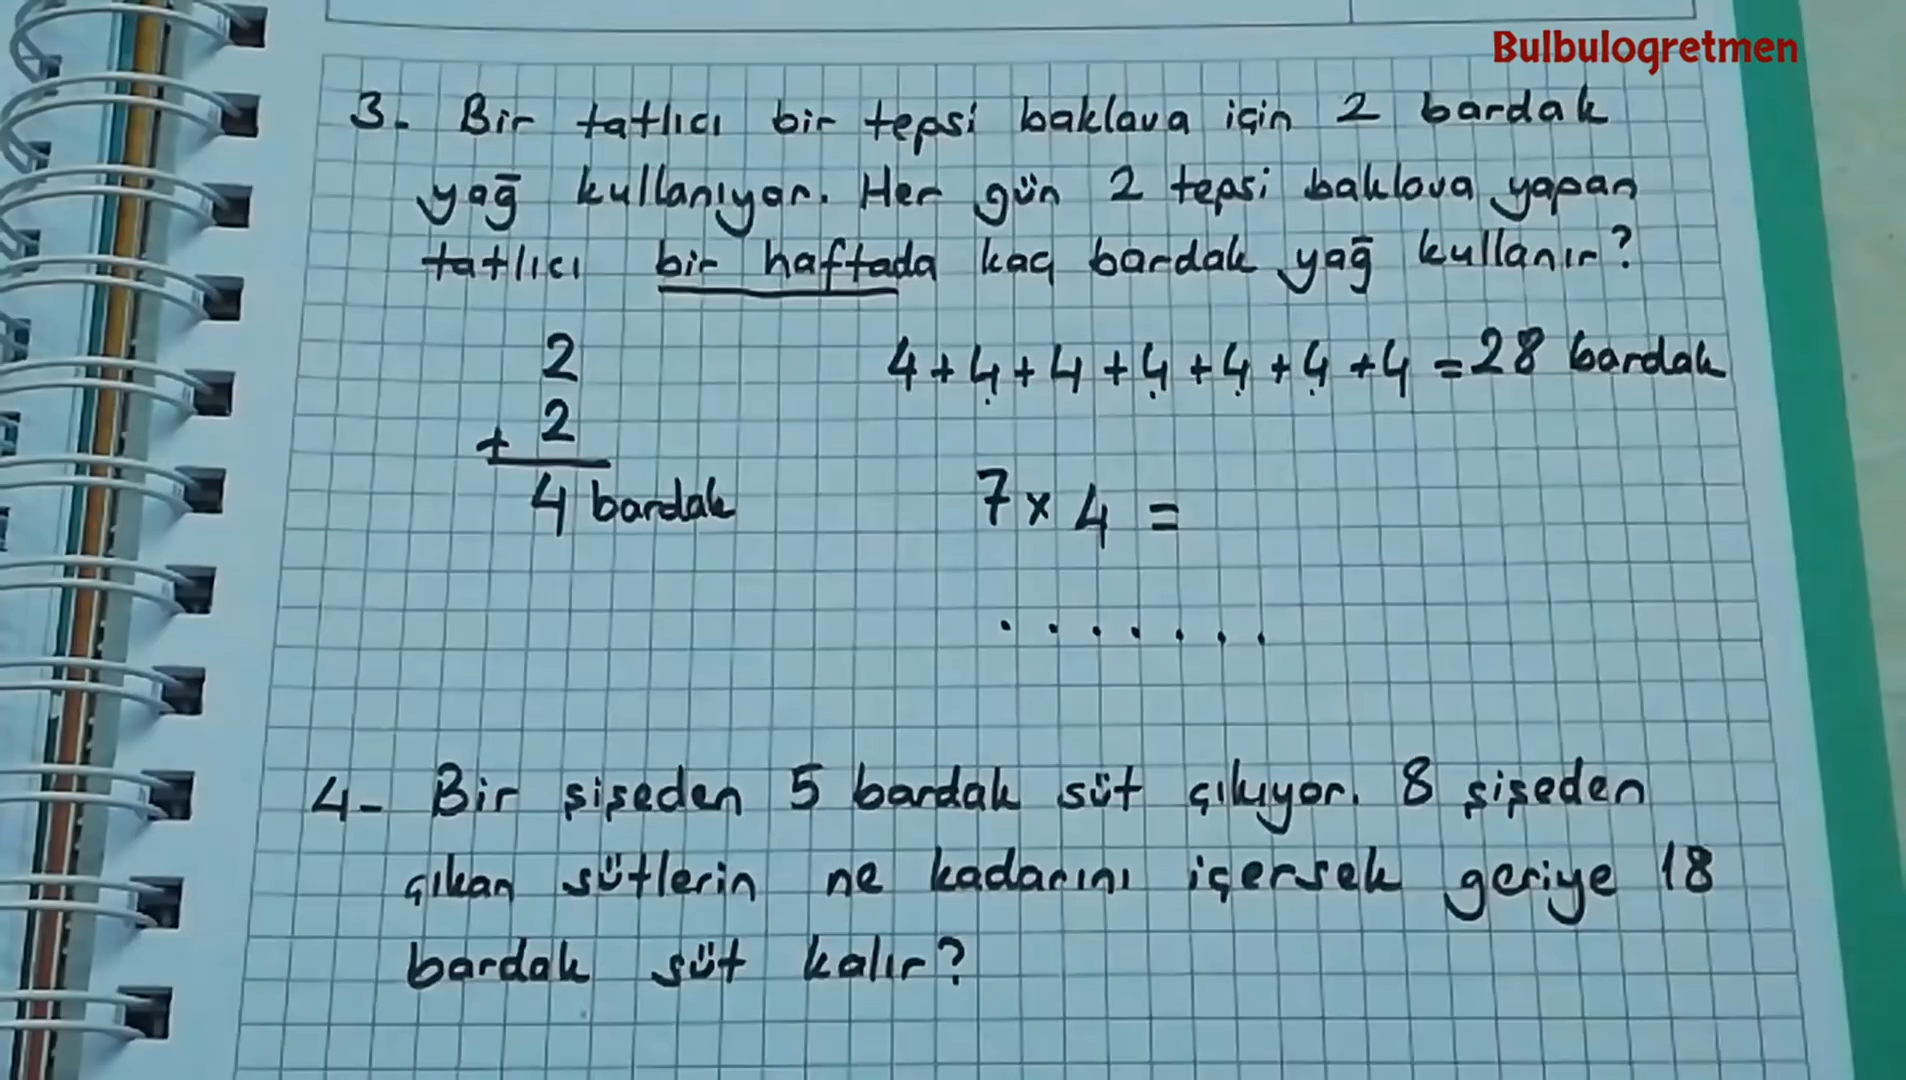 Bulbulogretmen
3- Bir tatlıcı bir tepsi baklava için 2 bardak
yağ kullanıyor. Her gün 2 tepsi baklava yapan
tatlıcı bir haftada kaç bardak yağ kullanır?
2
+ 2
4 bardak
4+4+4+4+4+4+4=28 bardak
7x4=
.......
4- Bir şişeden 5 bardak süt çıkıyor. 8 şişeden
çıkan sütlerin ne kadarını içersek geriye 18
bardak süt kalır?